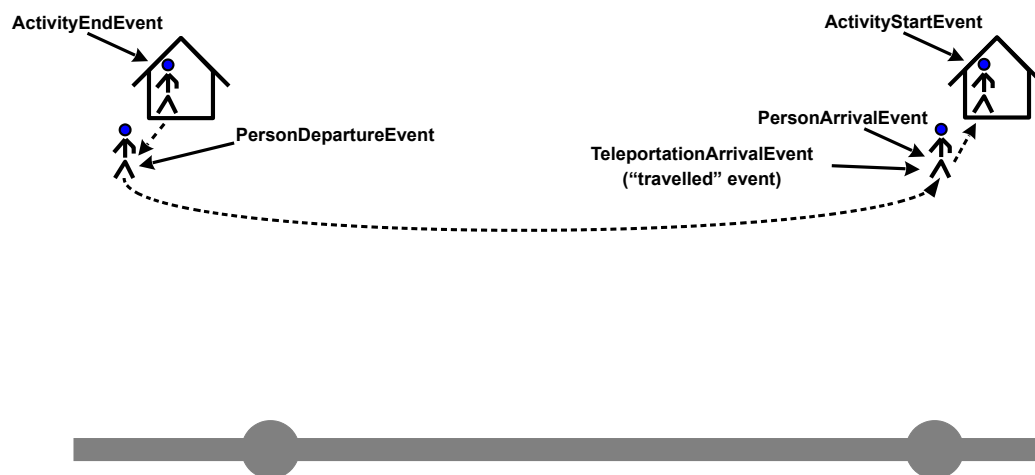 ActivityEndEvent
ActivityStartEvent
PersonDepartureEvent
PersonArrivalEvent
TeleportationArrivalEvent
(“travelled” event)